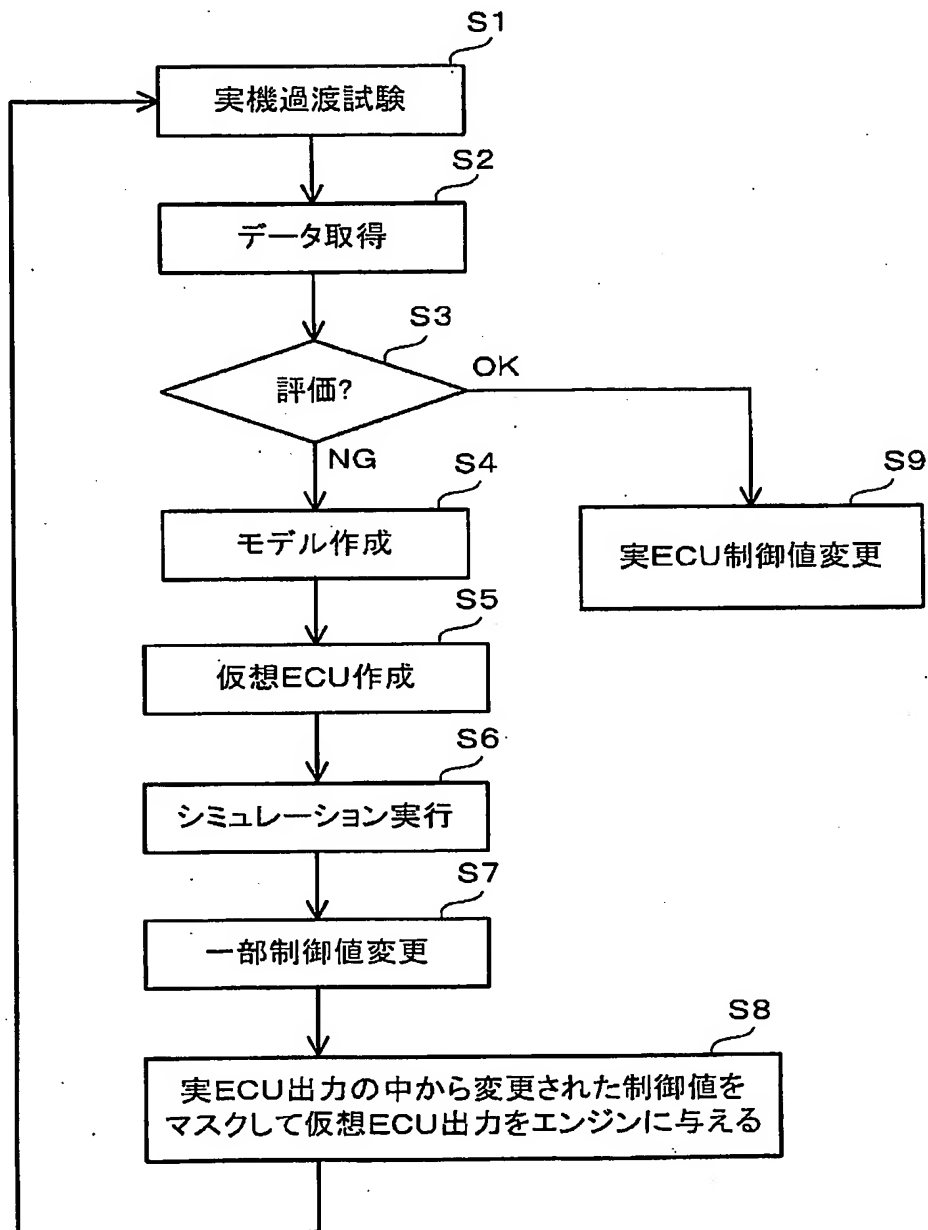 S1
実機過渡試験
S2
データ取得
S3
評価?
OK
NG
S4
モデル作成
S9
実ECU制御値変更
S5
仮想ECU作成
S6
シミュレーション実行
S7
一部制御値変更
S8
実ECU出力の中から変更された制御値を
マスクして仮想ECU出力をエンジンに与える